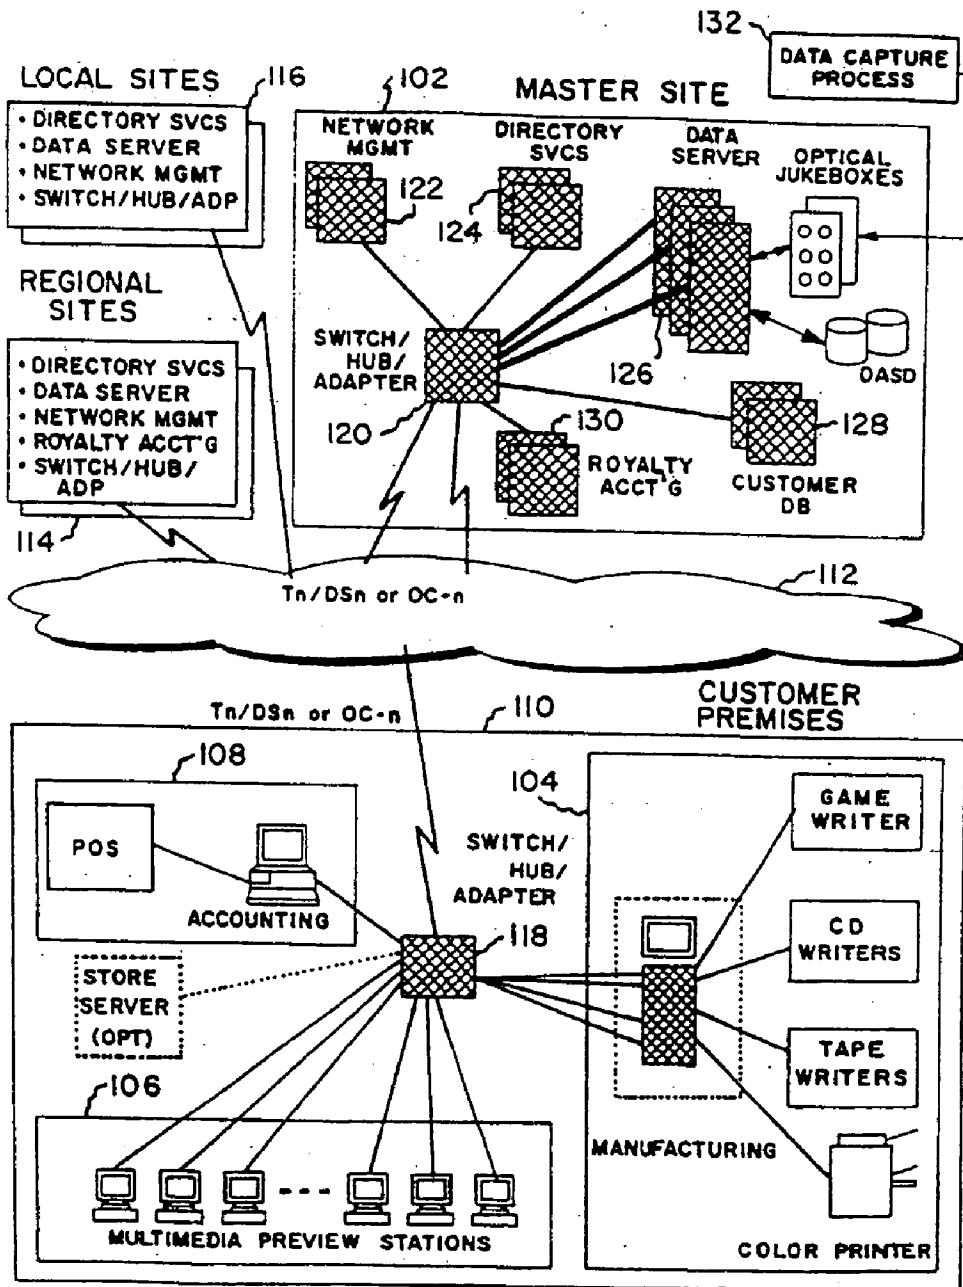 132
DATA CAPTURE
PROCESS
LOCAL SITES
116
• DIRECTORY SVCS
• DATA SERVER
• NETWORK MGMT
• SWITCH/HUB/ADP
REGIONAL
SITES
• DIRECTORY SVCS
• DATA SERVER
• NETWORK MGMT
• ROYALTY ACCT'G
• SWITCH/HUB/
ADP
114
102
MASTER SITE
NETWORK
MGMT
122
DIRECTORY
SVCS
124
DATA
SERVER
126
OPTICAL
JUKEBOXES
DASD
SWITCH/
HUB/
ADAPTER
120
130
ROYALTY
ACCT'G
128
CUSTOMER
DB
112
Tn/DSn or OC-n
Tn/DSn or OC-n
110
CUSTOMER
PREMISES
108
POS
ACCOUNTING
SWITCH/
HUB/
ADAPTER
118
STORE
SERVER
(OPT)
106
MULTIMEDIA PREVIEW STATIONS
104
GAME
WRITER
CD
WRITERS
TAPE
WRITERS
MANUFACTURING
COLOR PRINTER